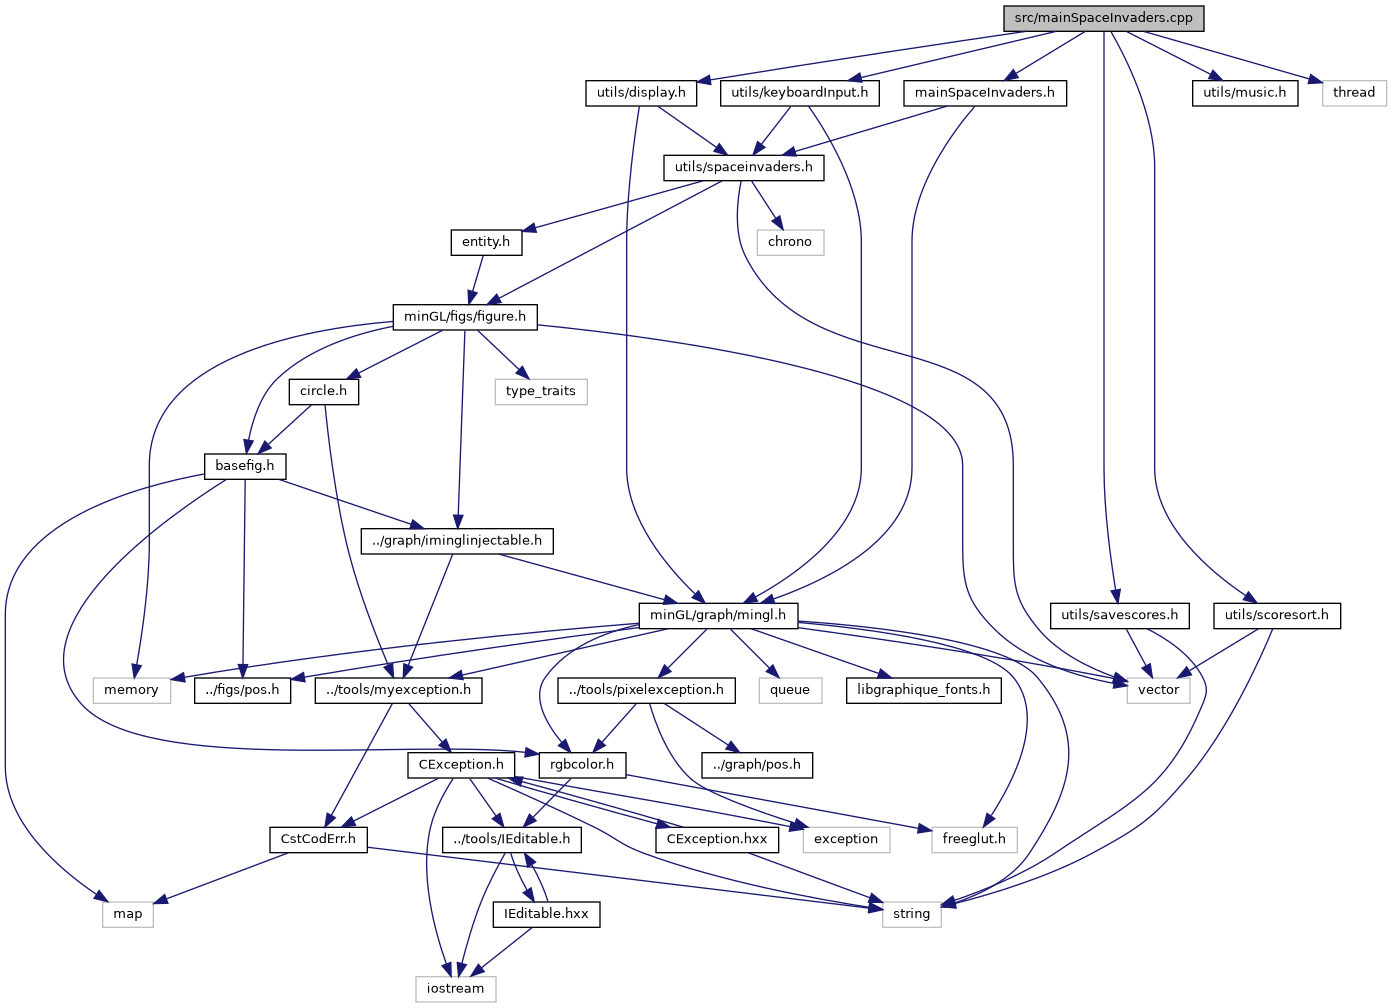 src/mainSpaceInvaders.cpp
utils/display.h
utils/keyboardInput.h
mainSpaceInvaders.h
utils/music.h
thread
utils/spaceinvaders.h
entity.h
chrono
minGL/figs/figure.h
circle.h
type_traits
basefig.h
../graph/iminglinjectable.h
minGL/graph/mingl.h
utils/savescores.h
utils/scoresort.h
memory
../figs/pos.h
../tools/myexception.h
../tools/pixelexception.h
queue
libgraphique_fonts.h
vector
CException.h
rgbcolor.h
../graph/pos.h
CstCodErr.h
../tools/IEditable.h
CException.hxx
exception
freeglut.h
map
IEditable.hxx
string
iostream